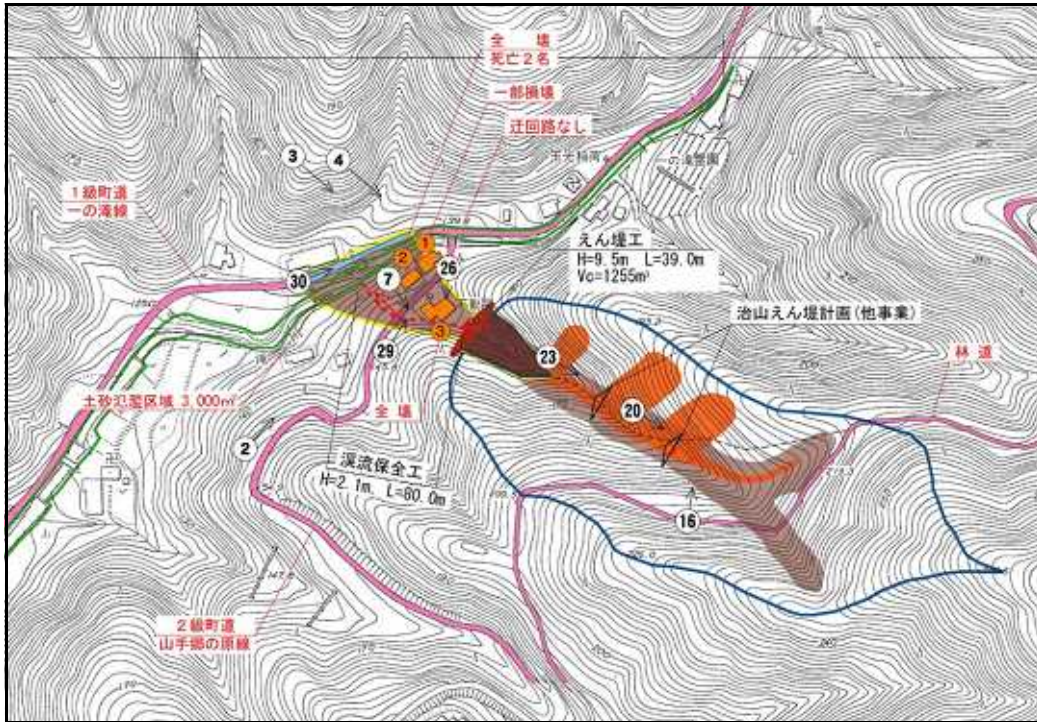 全 壊
死亡2名
一部損壊
迂回路なし
3
4
1級町道
一の滝線
えん堤工
H=9.5m L=39.0m
Vc=1255m³
1
2
26
30
7
治山えん堤計画(他事業)
3
29
23
林 道
土砂氾濫区域 3,000㎡
全 壊
20
2
渓流保全工
H=2.1m L=80.0m
16
2級町道
山手郷の原線